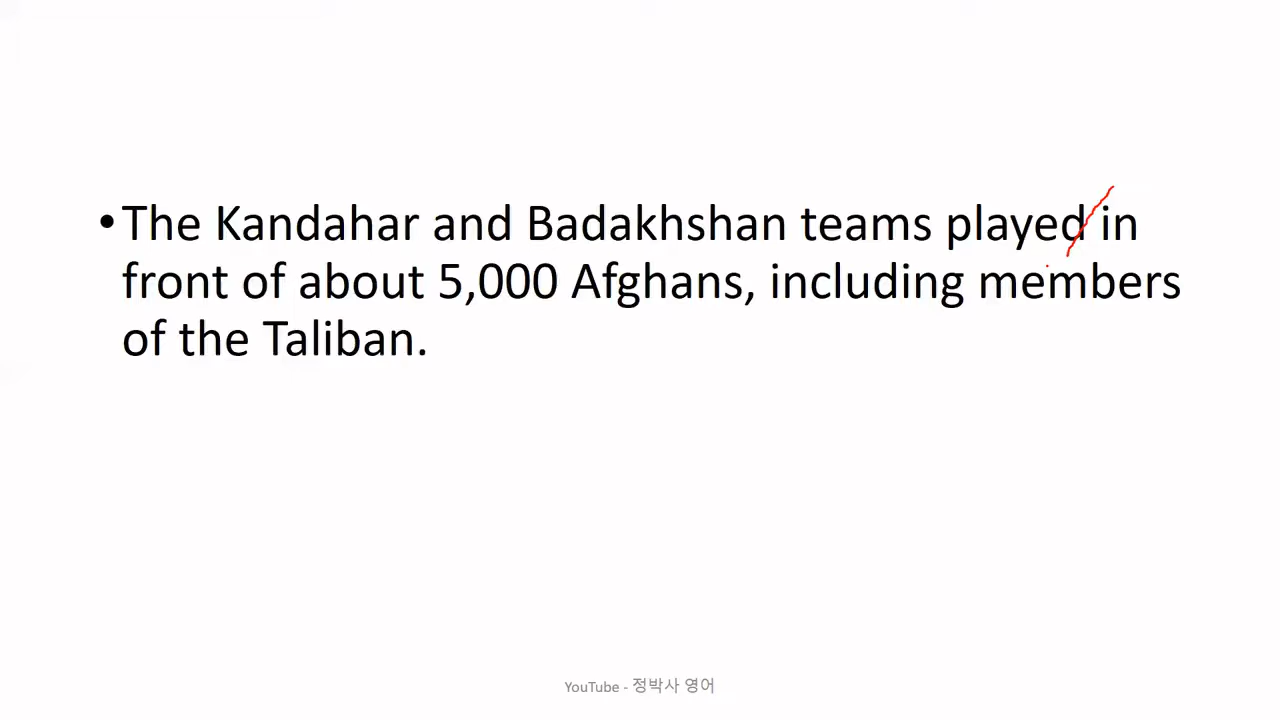 •The Kandahar and Badakhshan teams played in
front of about 5,000 Afghans, including members
of the Taliban.
YouTube - 정박사 영어